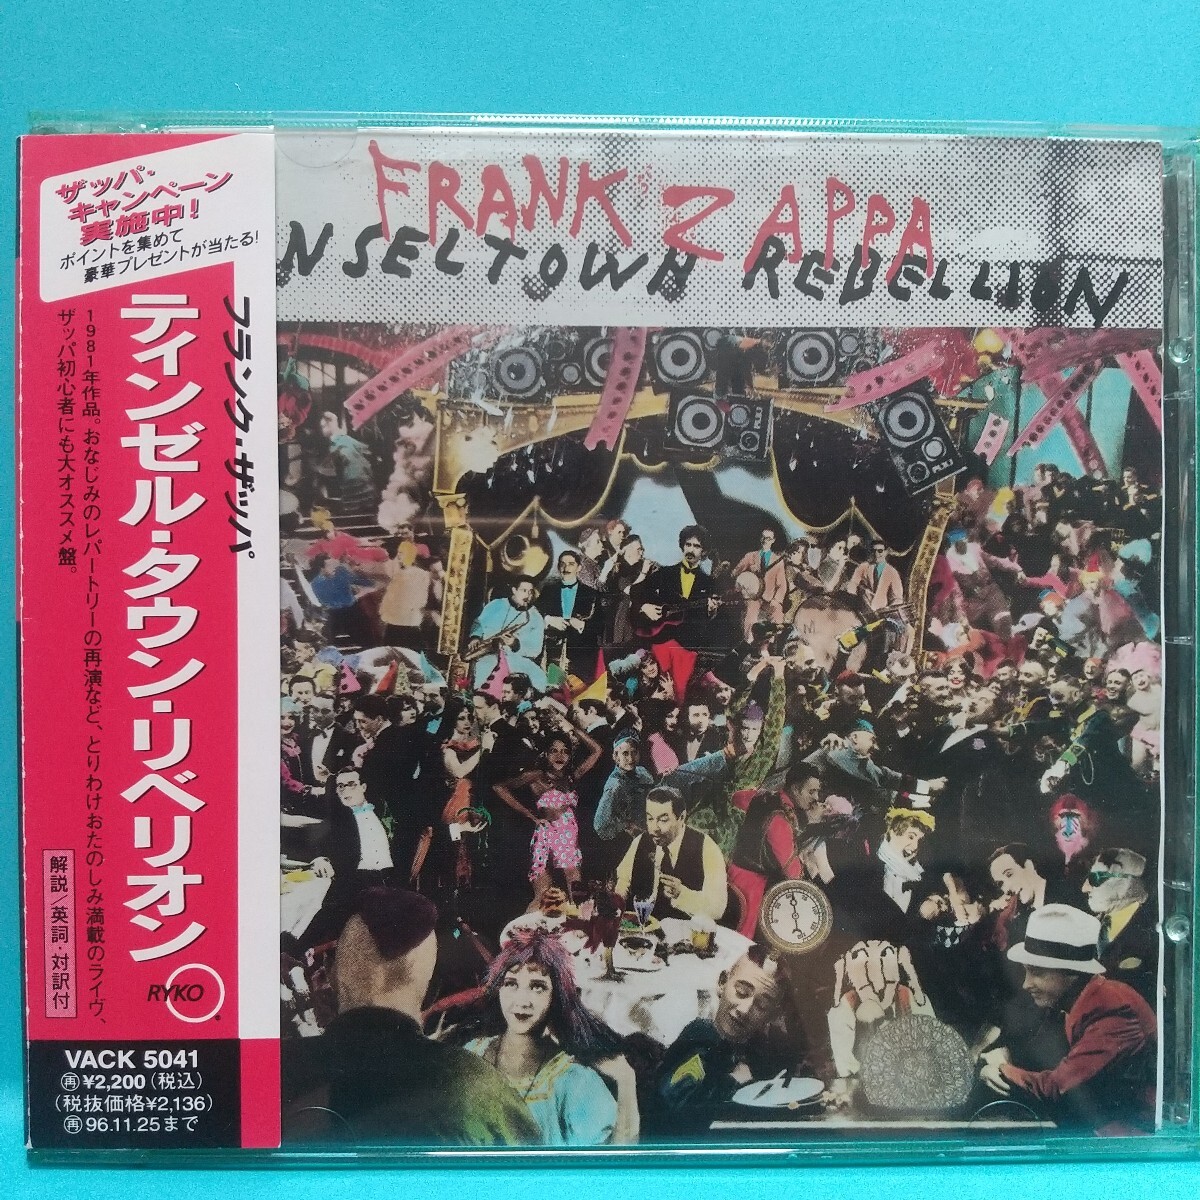 ザッパ・
キャンペーン
実施中!
ポイントを集めて
豪華プレゼントが当たる!
フランク・ザッパ
ティンゼル・タウン・リベリオン
1981年作品。おなじみのレパートリーの再演など、とりわけおたのしみ満載のライヴ、
ザッパ初心者にも大オススメ盤。
解説/英詞・対訳付
RYKO
VACK 5041
再¥2,200(税込)
(税抜価格¥2,136)
再96.11.25まで
FRANK ZAPPA
NSELTOWN REBELLION